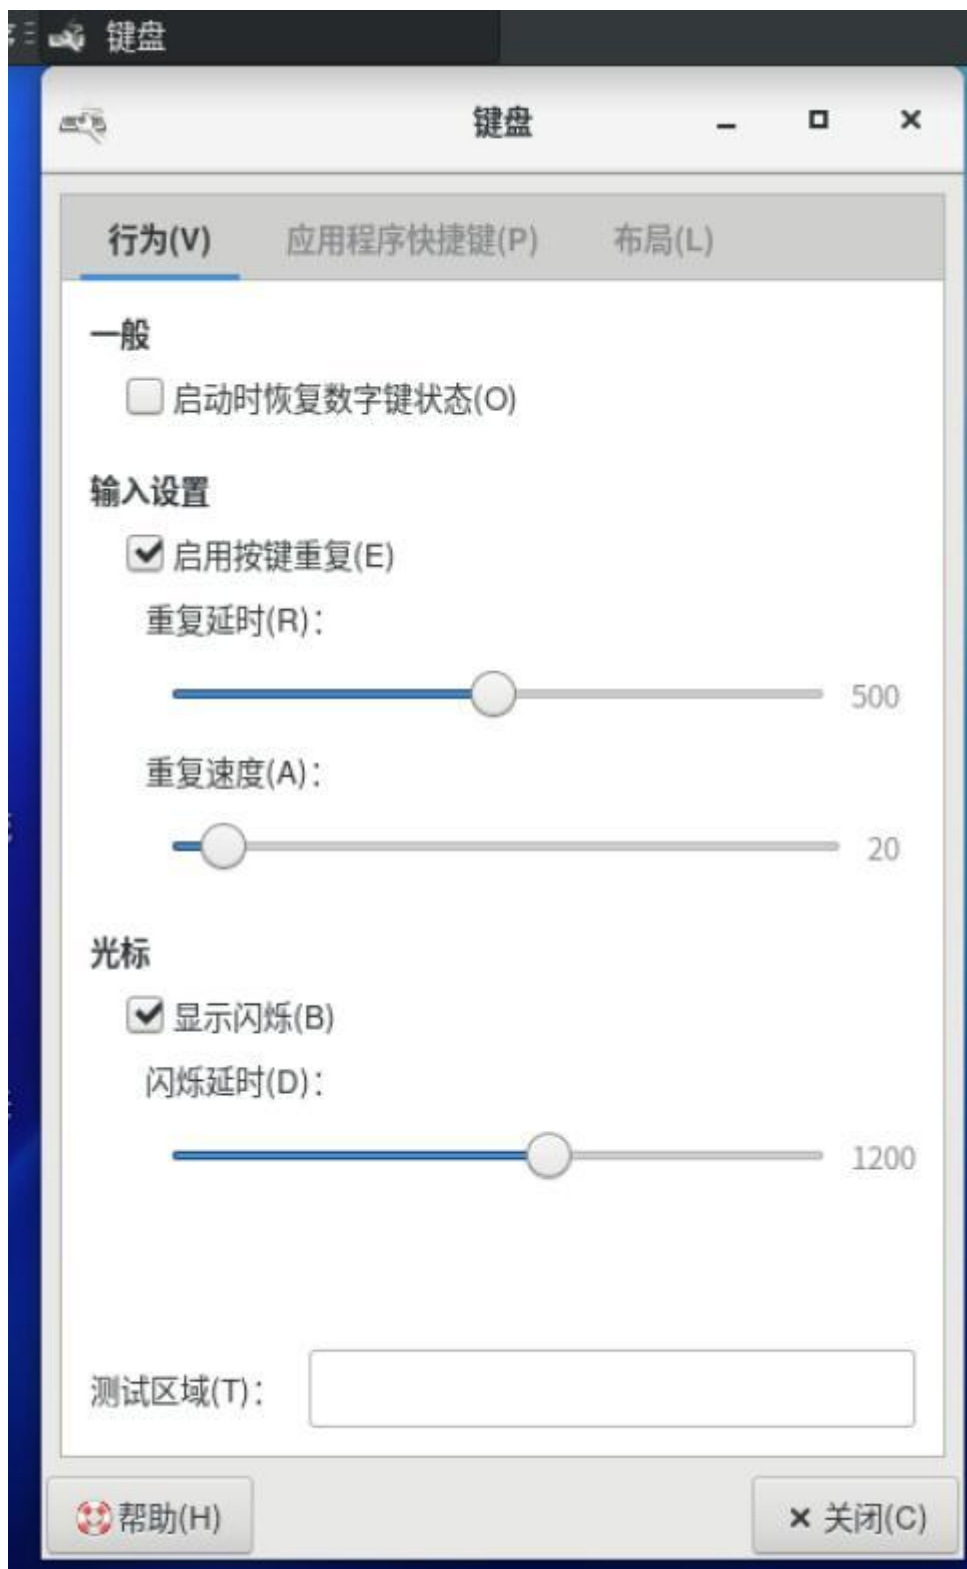 键盘
键盘
行为(V) 应用程序快捷键(P) 布局(L)
一般
启动时恢复数字键状态(O)
输入设置
启用按键重复(E)
重复延时(R):
500
重复速度(A):
20
光标
显示闪烁(B)
闪烁延时(D):
1200
测试区域(T):
帮助(H) 关闭(C)